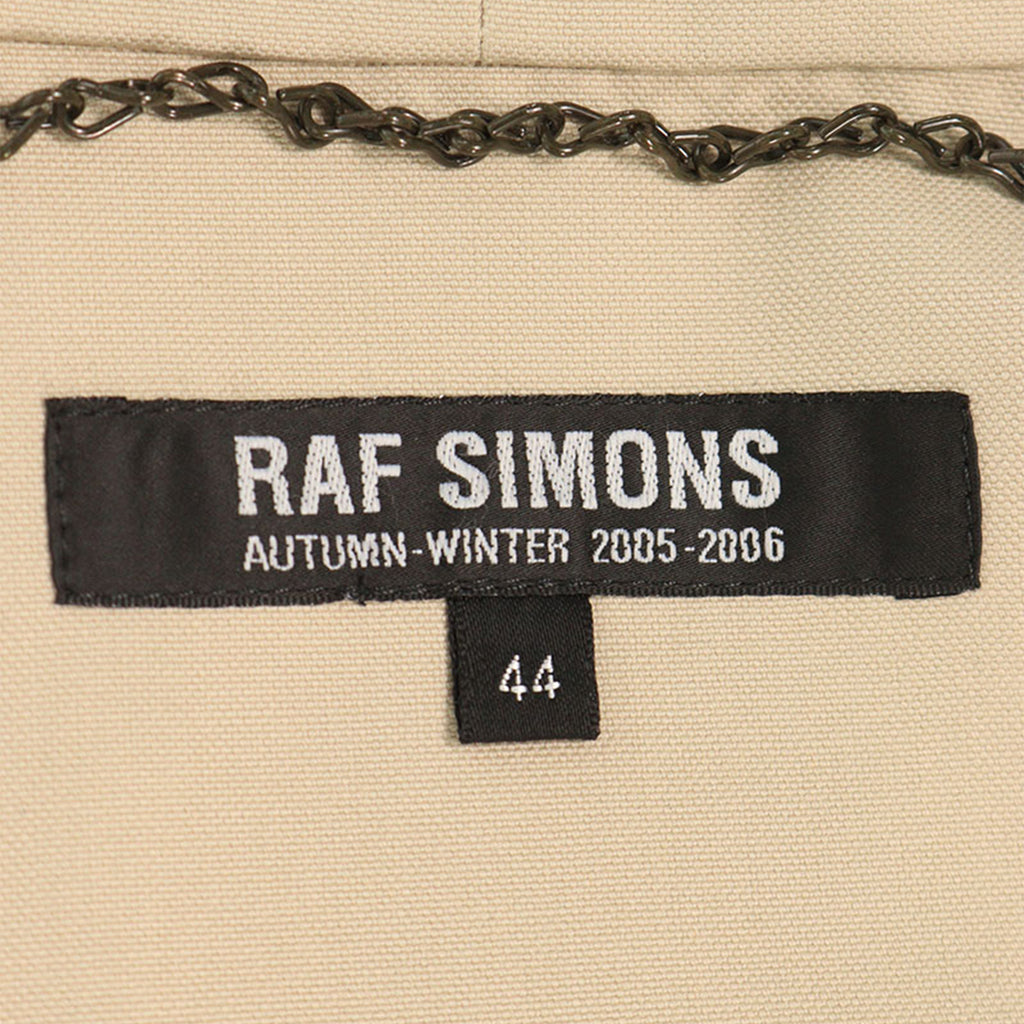 RAF SIMONS
AUTUMN-WINTER 2005-2006
44